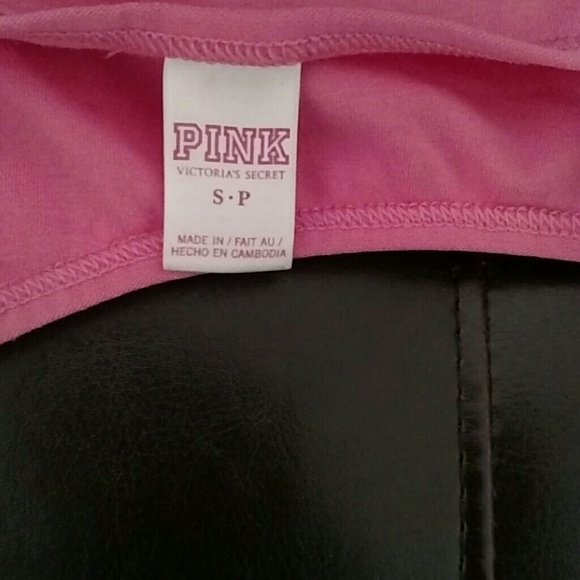 PINK
VICTORIA'S SECRET
S·P
MADE IN / FAIT AU /
HECHO EN CAMBODIA